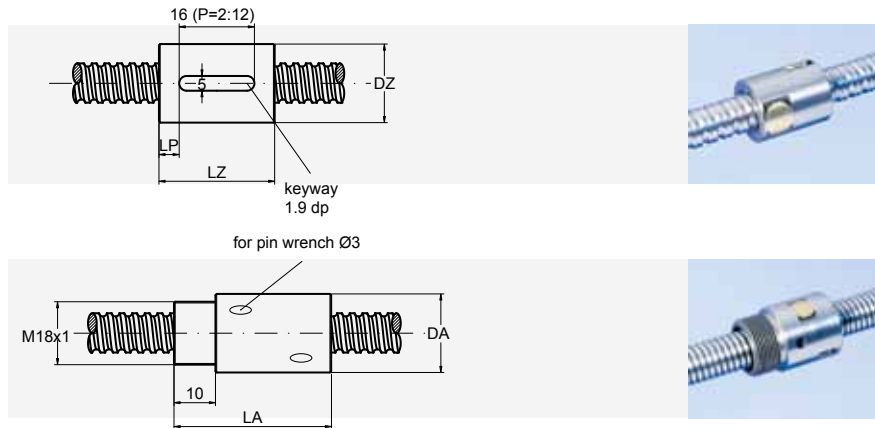 16 (P=2:12)
5
DZ
LP
LZ
keyway
1.9 dp
for pin wrench Ø3
M18x1
DA
10
LA